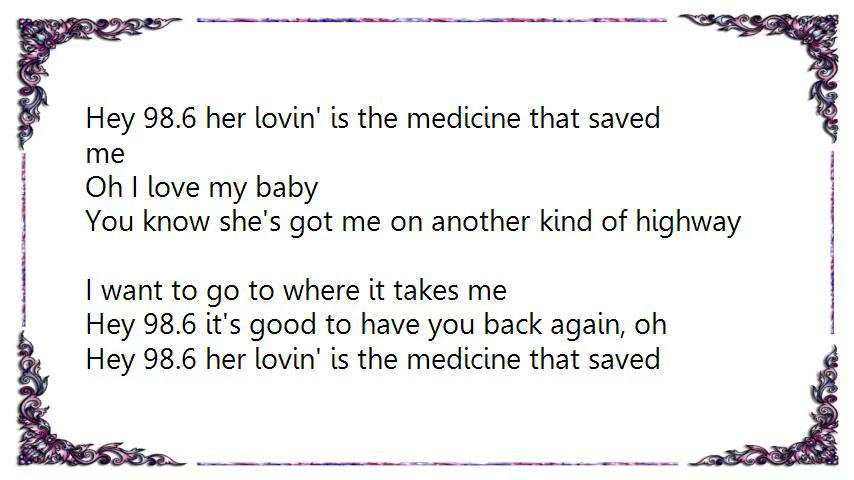 Hey 98.6 her lovin' is the medicine that saved
me
Oh I love my baby
You know she's got me on another kind of highway
I want to go to where it takes me
Hey 98.6 it's good to have you back again, oh
Hey 98.6 her lovin' is the medicine that saved